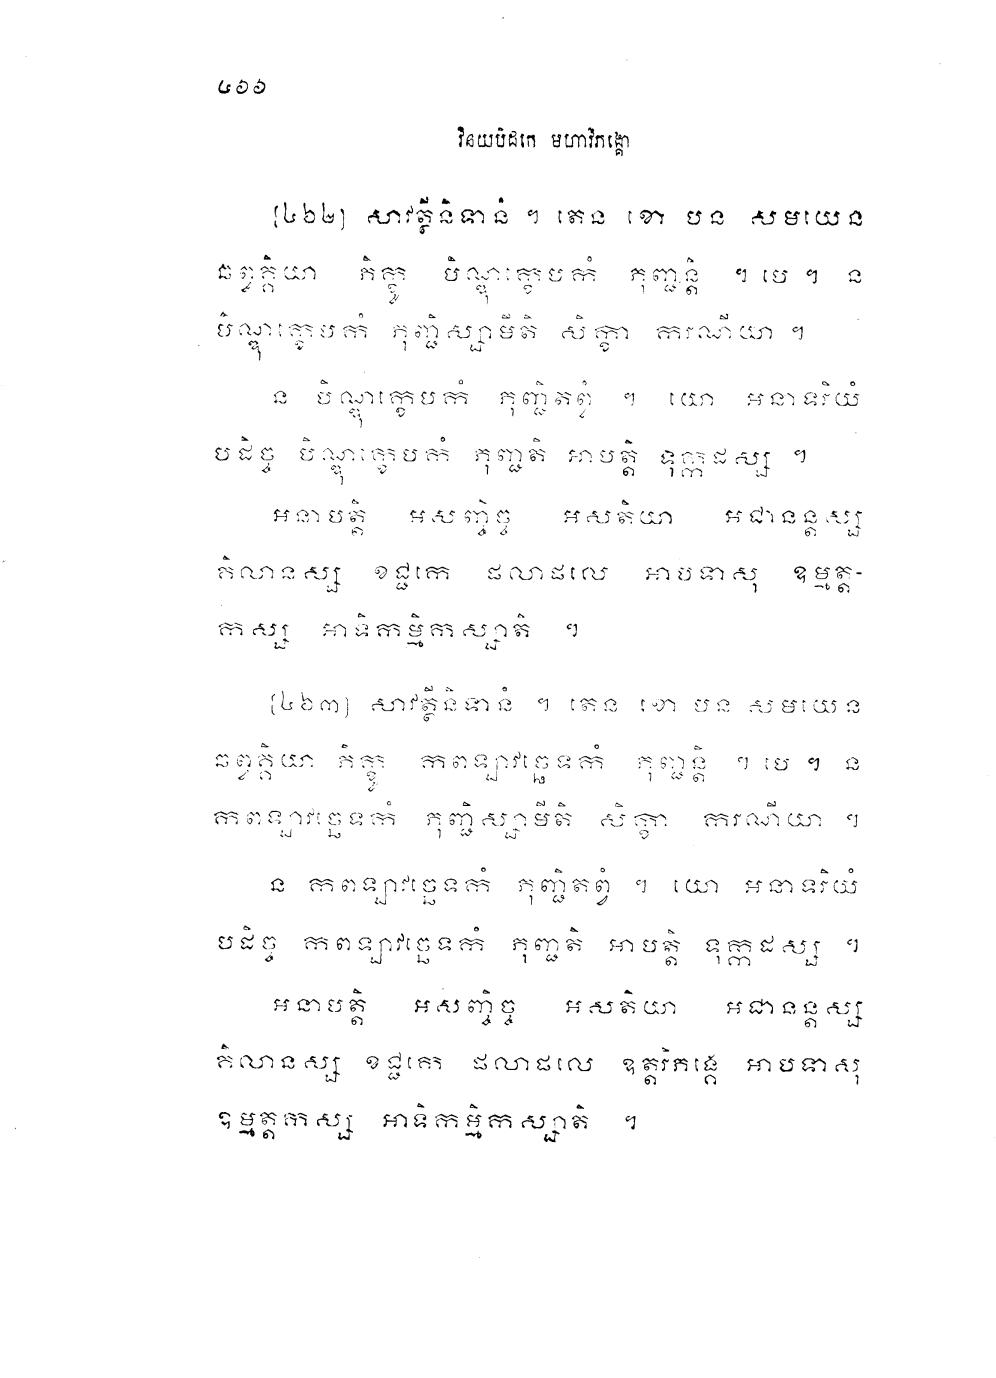 ៤៦៦
វិនយបិដកេ មហាវិភង្គោ
[៤៦២] សាវត្ថីនិទានំ ។ តេន ខោ បន សមយេន
ឆព្វគ្គិយា ភិក្ខូ បិណ្ឌុក្ខេបកំ ភុញ្ជន្តិ ។ បេ ។ ន
បិណ្ឌុក្ខេបកំ ភុញ្ជិស្សាមីតិ សិក្ខា ករណីយា ។
ន បិណ្ឌុក្ខេបកំ ភុញ្ជិតព្វំ ។ យោ អនាទរិយំ
បដិច្ច បិណ្ឌុក្ខេបកំ ភុញ្ជតិ អាបត្តិ ទុក្កដស្ស ។
អនាបត្តិ អសញ្ចិច្ច អសតិយា អជានន្តស្ស
គិលានស្ស ខជ្ជកេ ផលាផលេ អាបទាសុ ឧម្មត្ត-
កស្ស អាទិកម្មិកស្សាតិ ។
[៤៦៣] សាវត្ថីនិទានំ ។ តេន ខោ បន សមយេន
ឆព្វគ្គិយា ភិក្ខូ កពឡាវច្ឆេទកំ ភុញ្ជន្តិ ។ បេ ។ ន
កពឡាវច្ឆេទកំ ភុញ្ជិស្សាមីតិ សិក្ខា ករណីយា ។
ន កពឡាវច្ឆេទកំ ភុញ្ជិតព្វំ ។ យោ អនាទរិយំ
បដិច្ច កពឡាវច្ឆេទកំ ភុញ្ជតិ អាបត្តិ ទុក្កដស្ស ។
អនាបត្តិ អសញ្ចិច្ច អសតិយា អជានន្តស្ស
គិលានស្ស ខជ្ជកេ ផលាផលេ ឧត្តរិភង្គេ អាបទាសុ
ឧម្មត្តកស្ស អាទិកម្មិកស្សាតិ ។